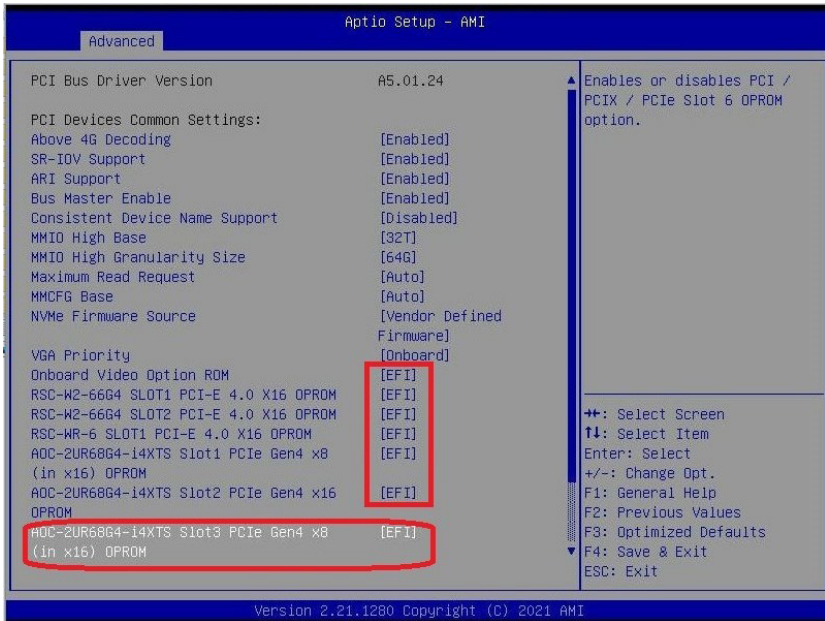 Aptio Setup - AMI
Advanced
PCI Bus Driver Version A5.01.24
PCI Devices Common Settings:
Above 4G Decoding [Enabled]
SR-IOV Support [Enabled]
ARI Support [Enabled]
Bus Master Enable [Enabled]
Consistent Device Name Support [Disabled]
MMIO High Base [32T]
MMIO High Granularity Size [64G]
Maximum Read Request [Auto]
MMCFG Base [Auto]
NVMe Firmware Source [Vendor Defined
Firmware]
VGA Priority [Onboard]
Onboard Video Option ROM [EFI]
RSC-W2-66G4 SLOT1 PCI-E 4.0 X16 OPROM [EFI]
RSC-W2-66G4 SLOT2 PCI-E 4.0 X16 OPROM [EFI]
RSC-WR-6 SLOT1 PCI-E 4.0 X16 OPROM [EFI]
AOC-2UR68G4-i4XTS Slot1 PCIe Gen4 x8 [EFI]
(in x16) OPROM
AOC-2UR68G4-i4XTS Slot2 PCIe Gen4 x16 [EFI]
OPROM
AOC-2UR68G4-i4XTS Slot3 PCIe Gen4 x8 [EFI]
(in x16) OPROM
Enables or disables PCI /
PCIX / PCIe Slot 6 OPROM
option.
→←: Select Screen
↑↓: Select Item
Enter: Select
+/-: Change Opt.
F1: General Help
F2: Previous Values
F3: Optimized Defaults
F4: Save & Exit
ESC: Exit
Version 2.21.1280 Copyright (C) 2021 AMI